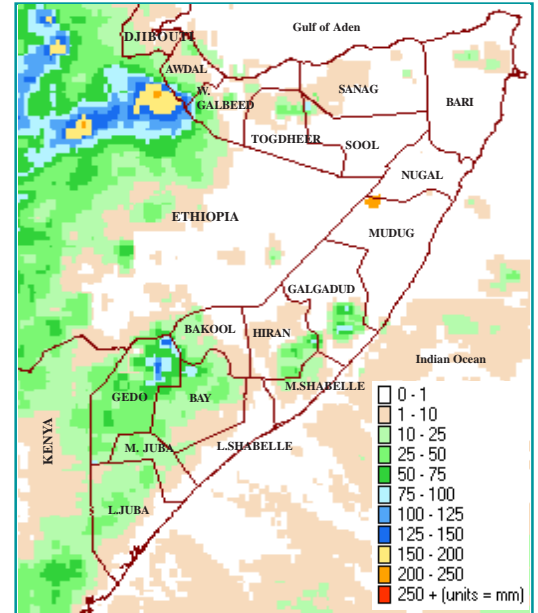 Gulf of Aden
DJIBOUTI
AWDAL
W.
GALBEED
SANAG
BARI
TOGDHEER
SOOL
NUGAL
ETHIOPIA
MUDUG
GALGADUD
BAKOOL
HIRAN
Indian Ocean
GEDO
BAY
M.SHABELLE
KENYA
M. JUBA
L.SHABELLE
L.JUBA
0 - 1
1 - 10
10 - 25
25 - 50
50 - 75
75 - 100
100 - 125
125 - 150
150 - 200
200 - 250
250 + (units = mm)